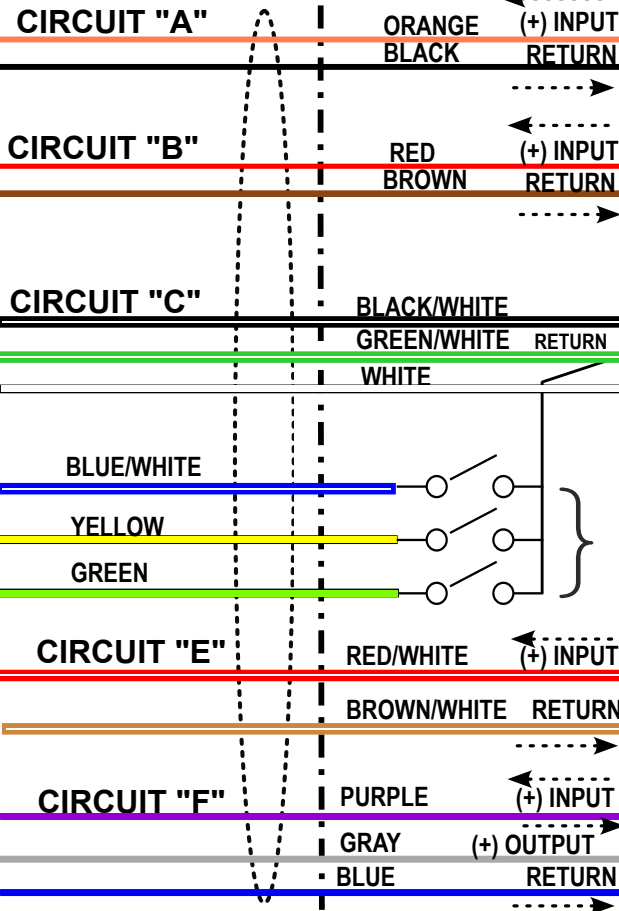 CIRCUIT "A"
ORANGE (+) INPUT
BLACK RETURN
CIRCUIT "B"
RED (+) INPUT
BROWN RETURN
CIRCUIT "C"
BLACK/WHITE
GREEN/WHITE RETURN
WHITE
BLUE/WHITE
YELLOW
GREEN
CIRCUIT "E"
RED/WHITE (+) INPUT
BROWN/WHITE RETURN
CIRCUIT "F"
PURPLE (+) INPUT
GRAY (+) OUTPUT
BLUE RETURN